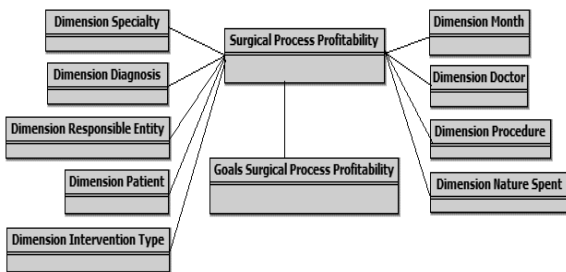 Dimension Specialty
Surgical Process Profitability
Dimension Month
Dimension Diagnosis
Dimension Doctor
Dimension Responsible Entity
Dimension Procedure
Dimension Patient
Goals Surgical Process Profitability
Dimension Nature Spent
Dimension Intervention Type